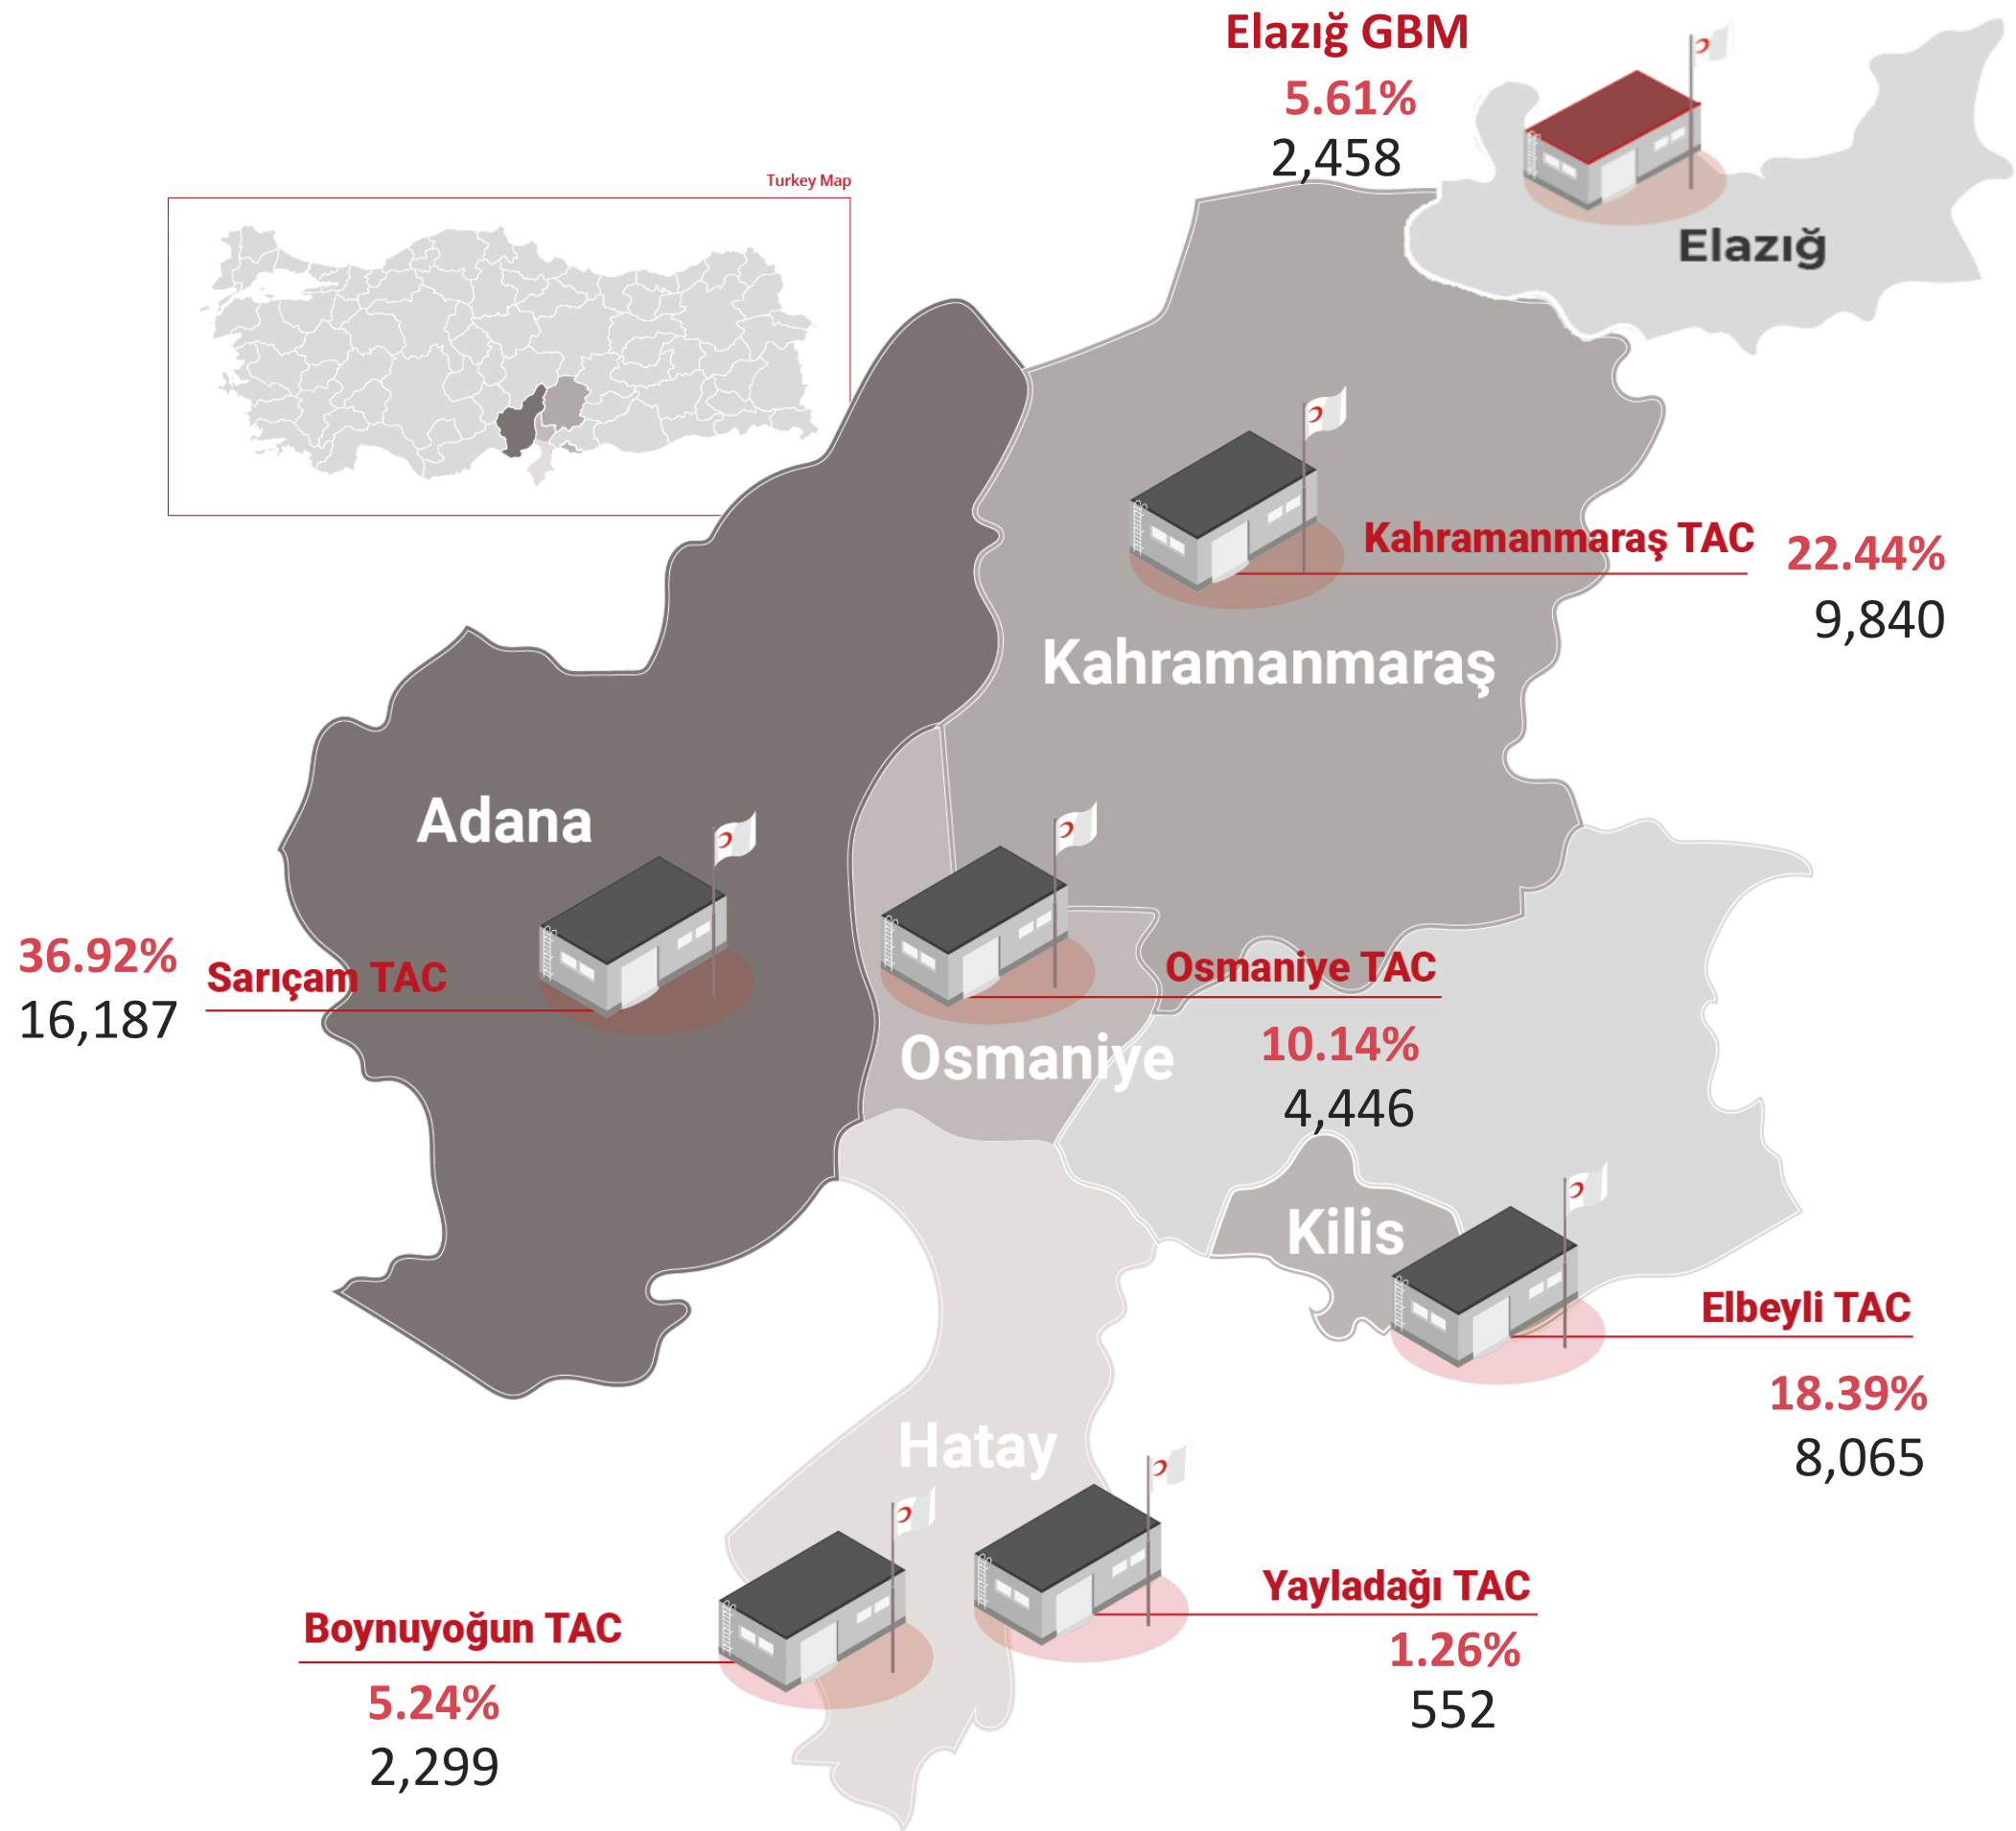 Elazığ GBM
5.61%
2,458
Turkey Map
Elazığ
Kahramanmaraş TAC
22.44%
9,840
Kahramanmaraş
Adana
36.92%
Sarıçam TAC
16,187
Osmaniye TAC
Osmaniye
10.14%
4,446
Kilis
Elbeyli TAC
18.39%
8,065
Hatay
Yayladağı TAC
1.26%
552
Boynuyoğun TAC
5.24%
2,299